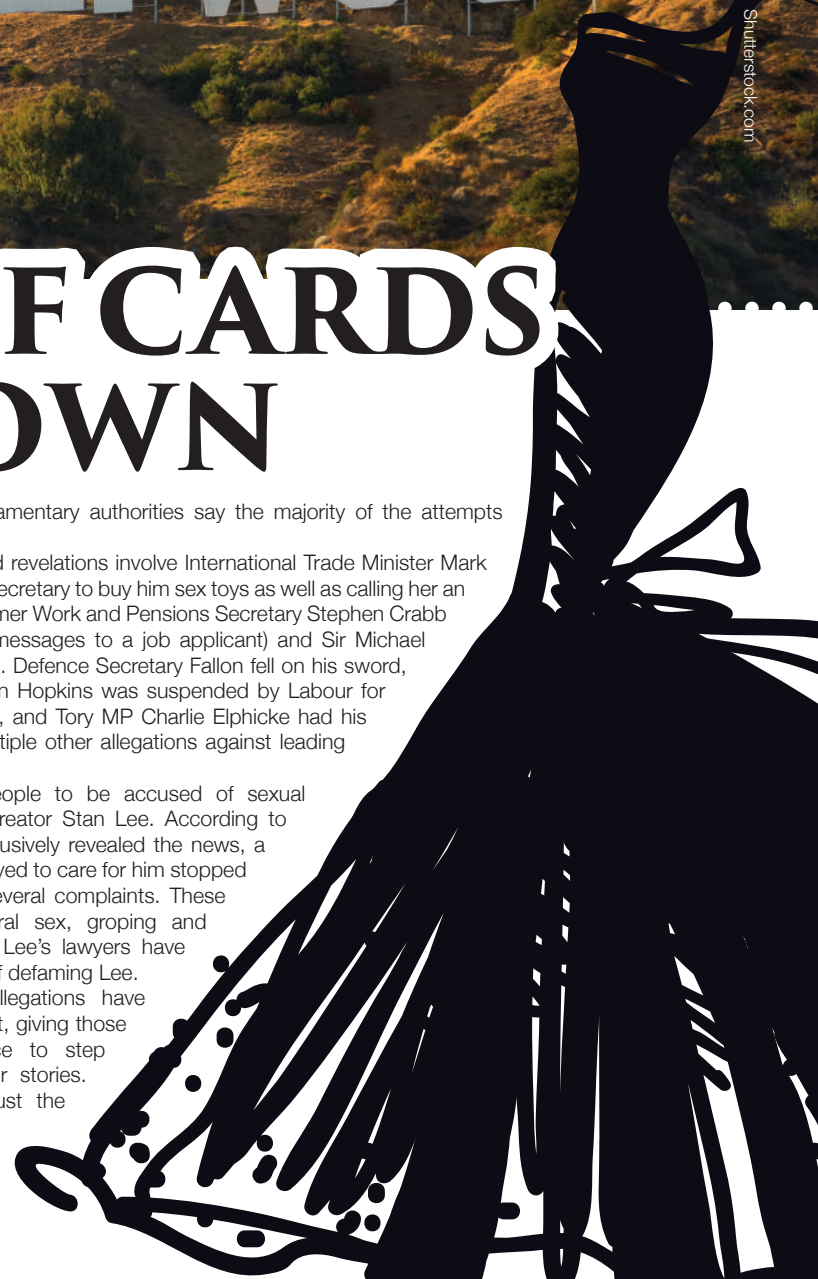 Shutterstock.com
F CARDS
OWN
amentary authorities say the majority of the attempts
d revelations involve International Trade Minister Mark
ecretary to buy him sex toys as well as calling her an
mer Work and Pensions Secretary Stephen Crabb
messages to a job applicant) and Sir Michael
. Defence Secretary Fallon fell on his sword,
n Hopkins was suspended by Labour for
, and Tory MP Charlie Elphicke had his
tiple other allegations against leading
eople to be accused of sexual
reator Stan Lee. According to
usively revealed the news, a
yed to care for him stopped
everal complaints. These
ral sex, groping and
Lee's lawyers have
f defaming Lee.
llegations have
t, giving those
ce to step
r stories.
ust the